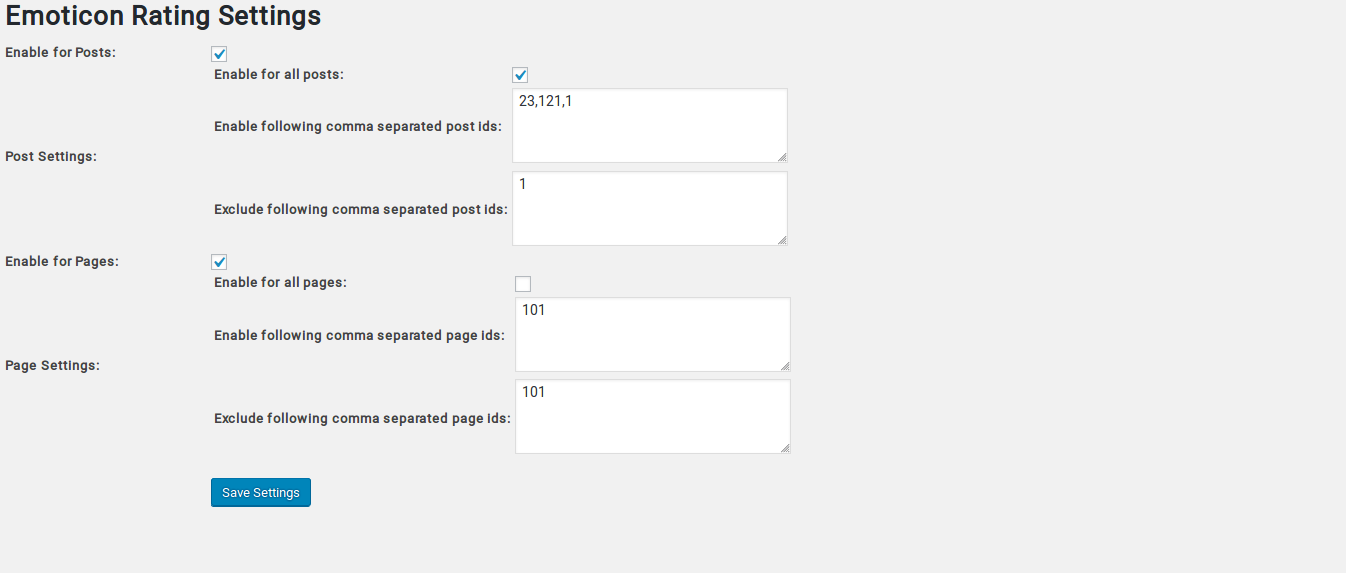 Emoticon Rating Settings
Enable for Posts:
Enable for all posts:
Enable following comma separated post ids:
23,121,1
Post Settings:
Exclude following comma separated post ids:
1
Enable for Pages:
Enable for all pages:
Enable following comma separated page ids:
101
Page Settings:
Exclude following comma separated page ids:
101
Save Settings